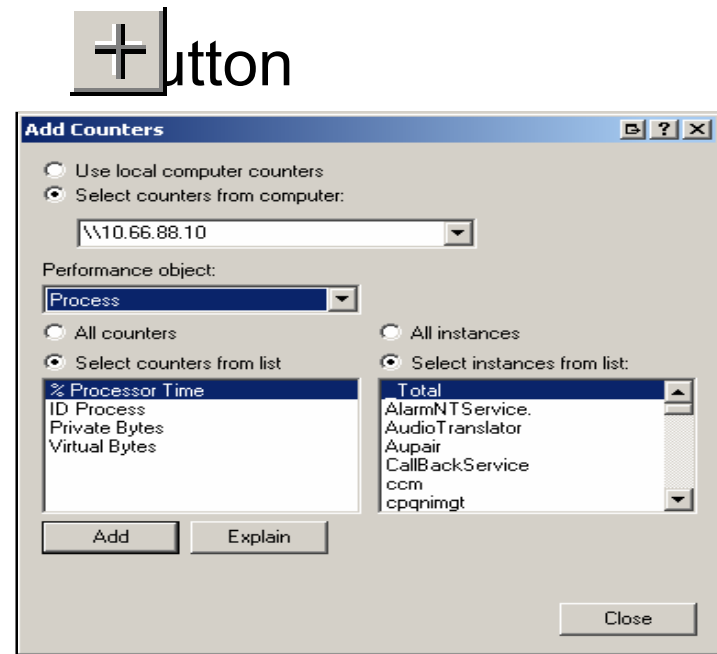 utton
Add Counters
Use local computer counters
Select counters from computer:
\\10.66.88.10
Performance object:
Process
All counters
All instances
Select counters from list
Select instances from list:
% Processor Time
ID Process
Private Bytes
Virtual Bytes
_Total
AlarmNTService.
AudioTranslator
Aupair
CallBackService
ccm
cpqnimgt
Add
Explain
Close